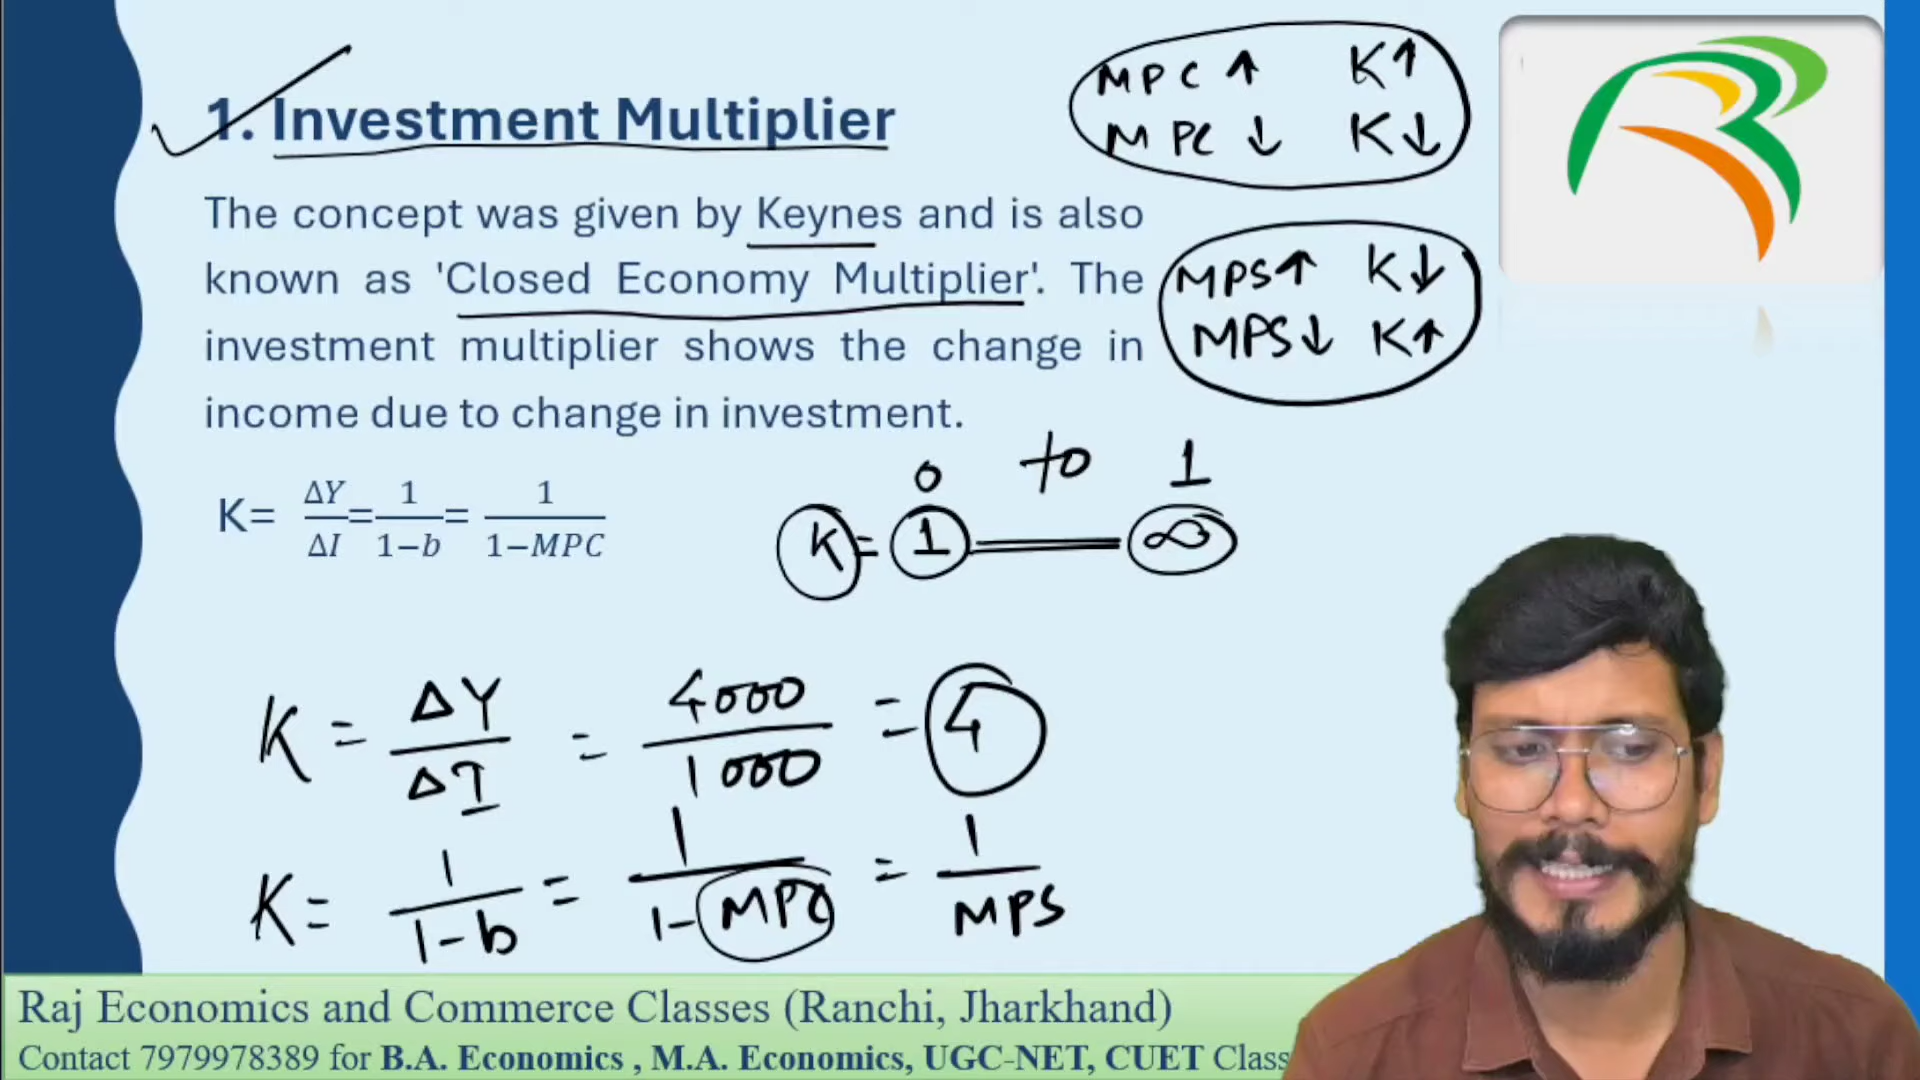 1. Investment Multiplier
The concept was given by Keynes and is also
known as 'Closed Economy Multiplier'. The
investment multiplier shows the change in
income due to change in investment.
K= ΔY/ΔI = 1/1−b = 1/1−MPC
MPC ↑ K↑
MPC ↓ K↓
MPS↑ K↓
MPS↓ K↑
0 to 1
K = 1 ∞
K = ΔY/ΔI = 4000/1000 = 4
K = 1/1-b = 1/1-MPC = 1/MPS
Raj Economics and Commerce Classes (Ranchi, Jharkhand)
Contact 7979978389 for B.A. Economics , M.A. Economics, UGC-NET, CUET Class